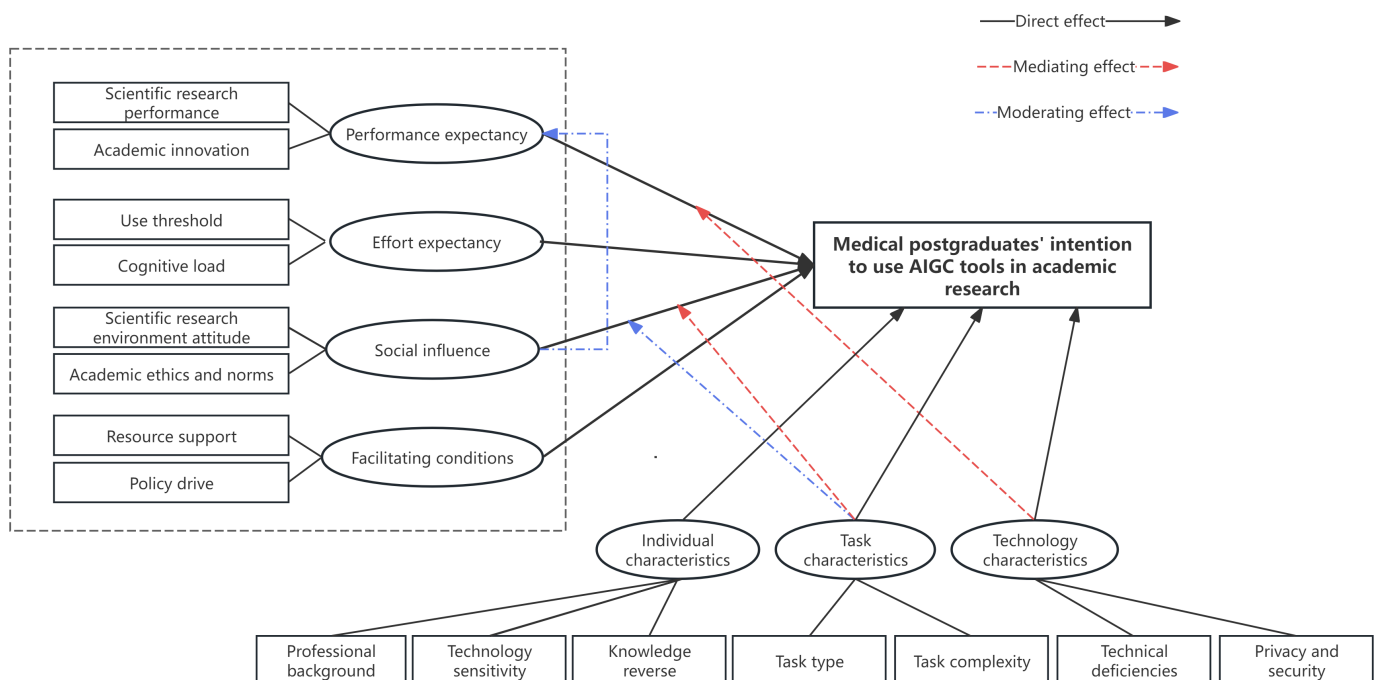 Direct effect
Mediating effect
Moderating effect
Scientific research
performance
Academic innovation
Performance expectancy
Use threshold
Cognitive load
Effort expectancy
Scientific research
environment attitude
Academic ethics and norms
Social influence
Resource support
Policy drive
Facilitating conditions
Medical postgraduates' intention
to use AIGC tools in academic
research
Individual
characteristics
Task
characteristics
Technology
characteristics
Professional
background
Technology
sensitivity
Knowledge
reverse
Task type
Task complexity
Technical
deficiencies
Privacy and
security